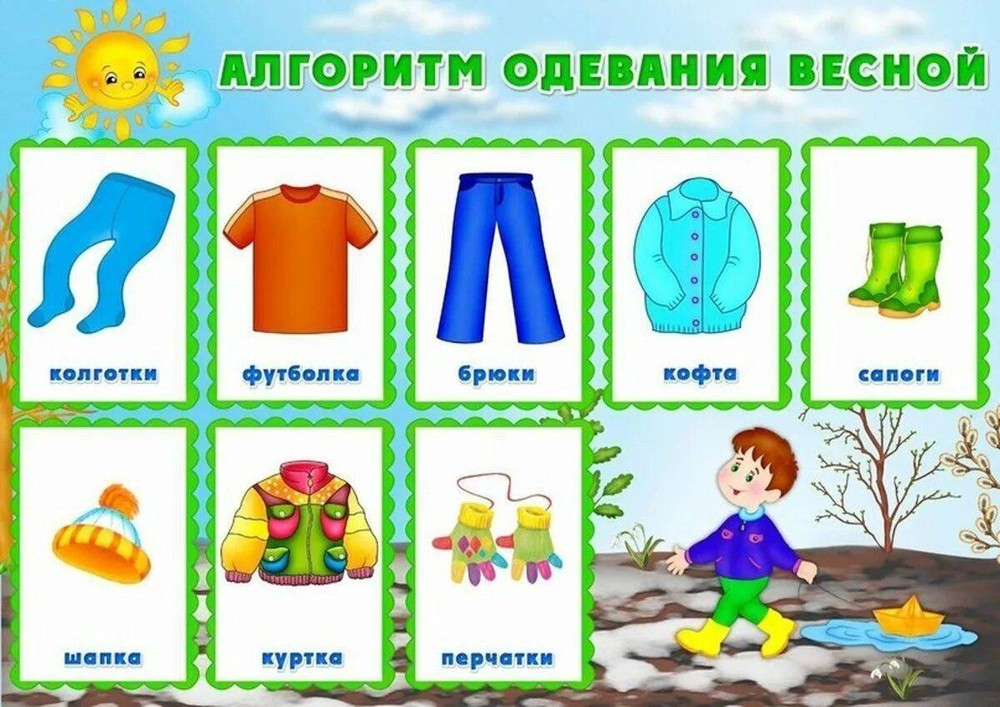 АЛГОРИТМ ОДЕВАНИЯ ВЕСНОЙ
колготки
футболка
брюки
кофта
сапоги
шапка
куртка
перчатки